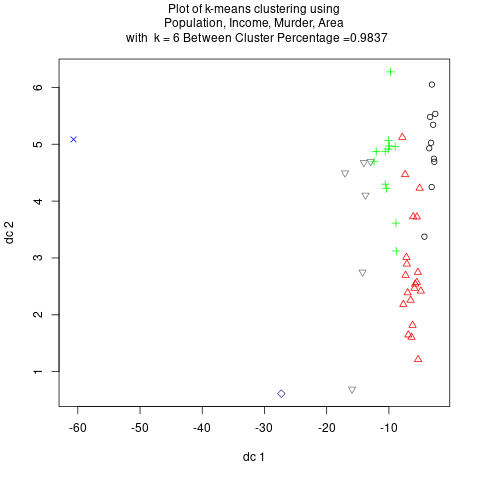 Plot of k-means clustering using
Population, Income, Murder, Area
with k = 6 Between Cluster Percentage =0.9837
6
5
4
3
2
1
dc 2
-60 -50 -40 -30 -20 -10
dc 1